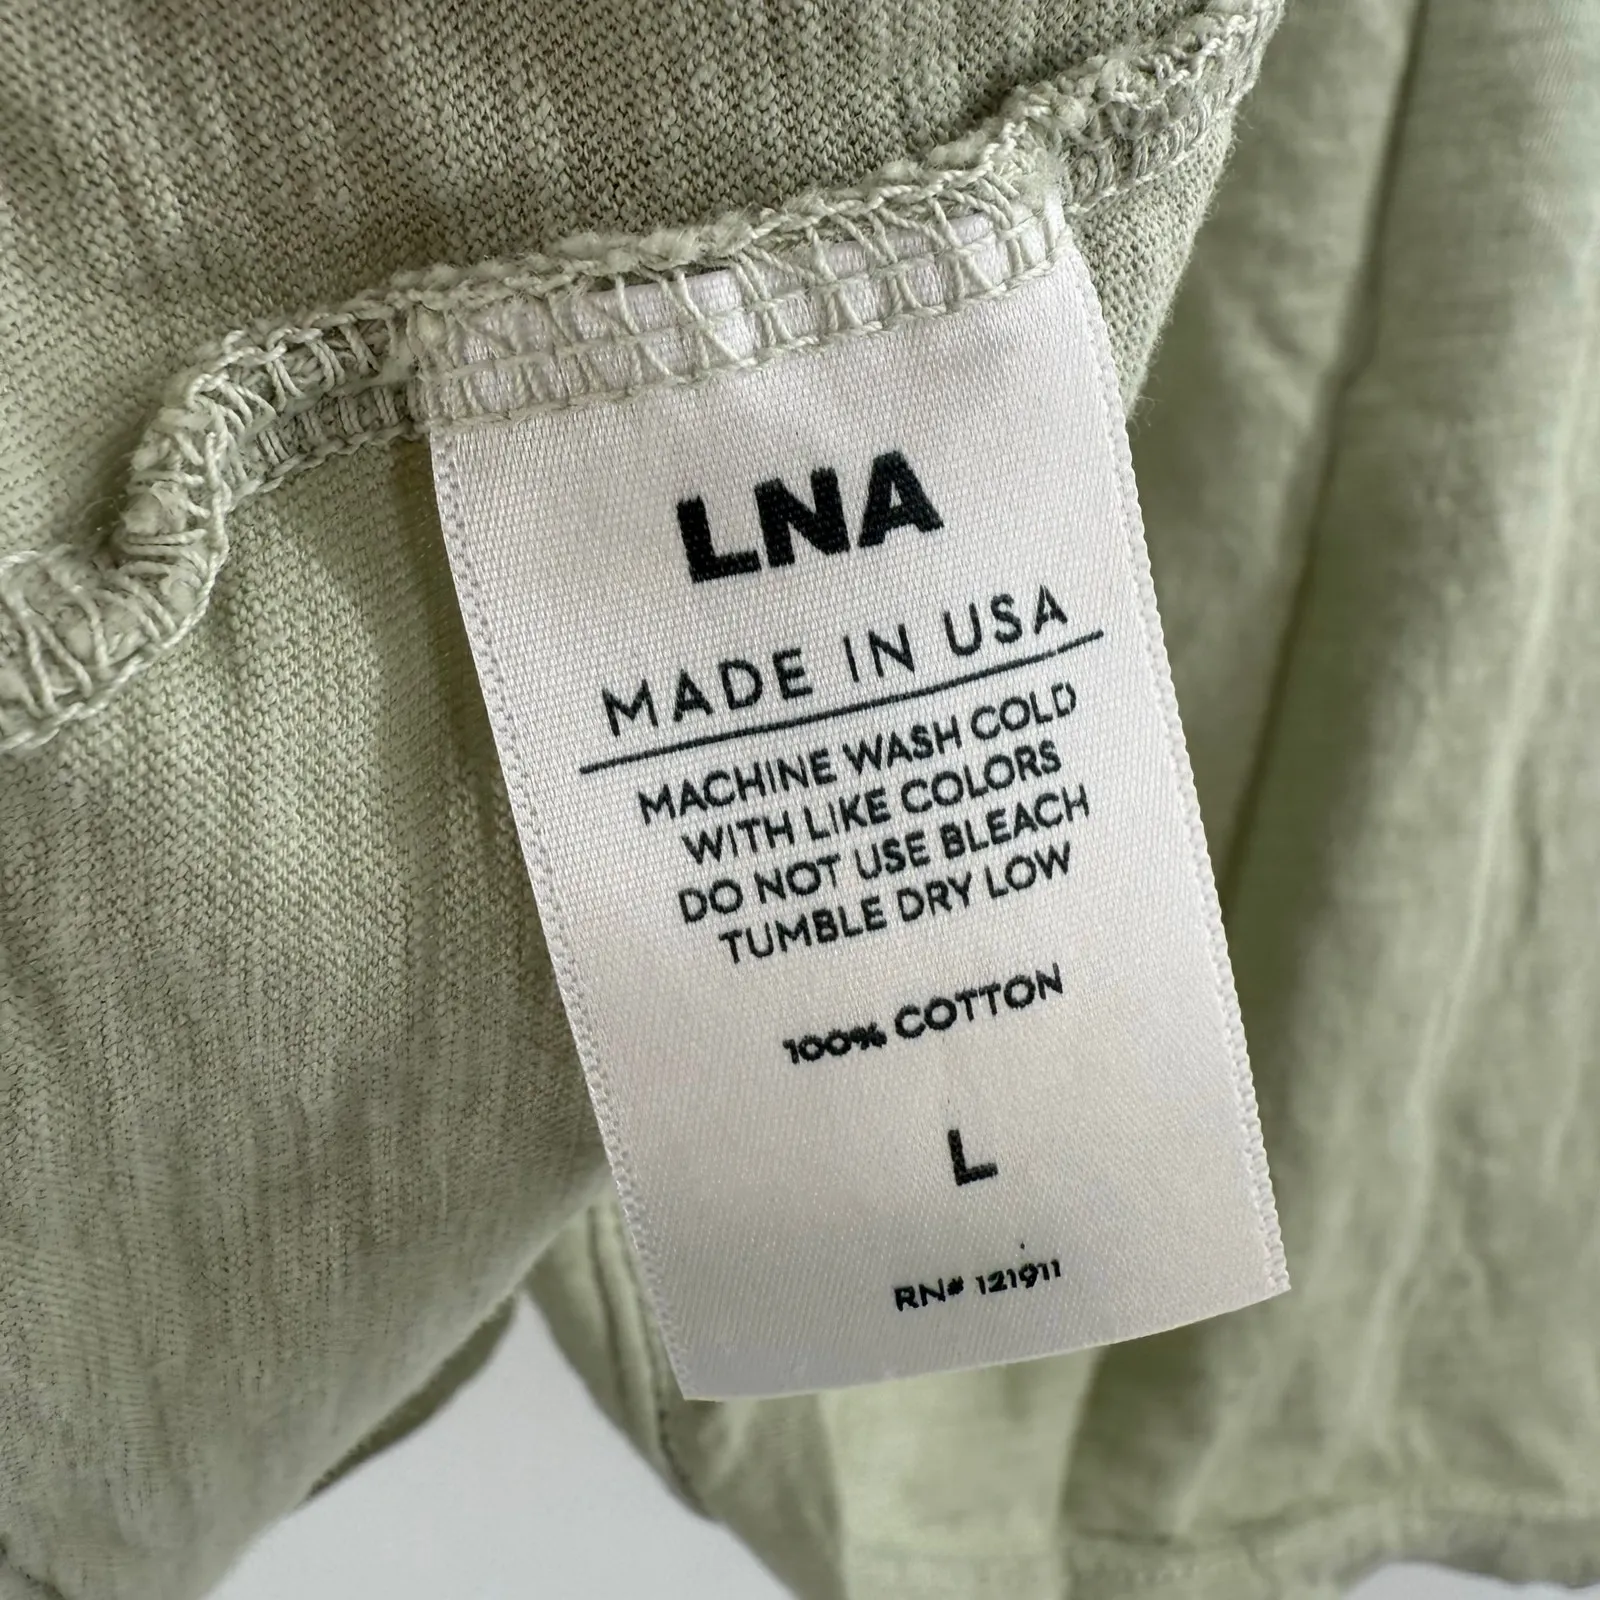 LNA
MADE IN USA
MACHINE WASH COLD
WITH LIKE COLORS
DO NOT USE BLEACH
TUMBLE DRY LOW
100% COTTON
L
RN# 121911